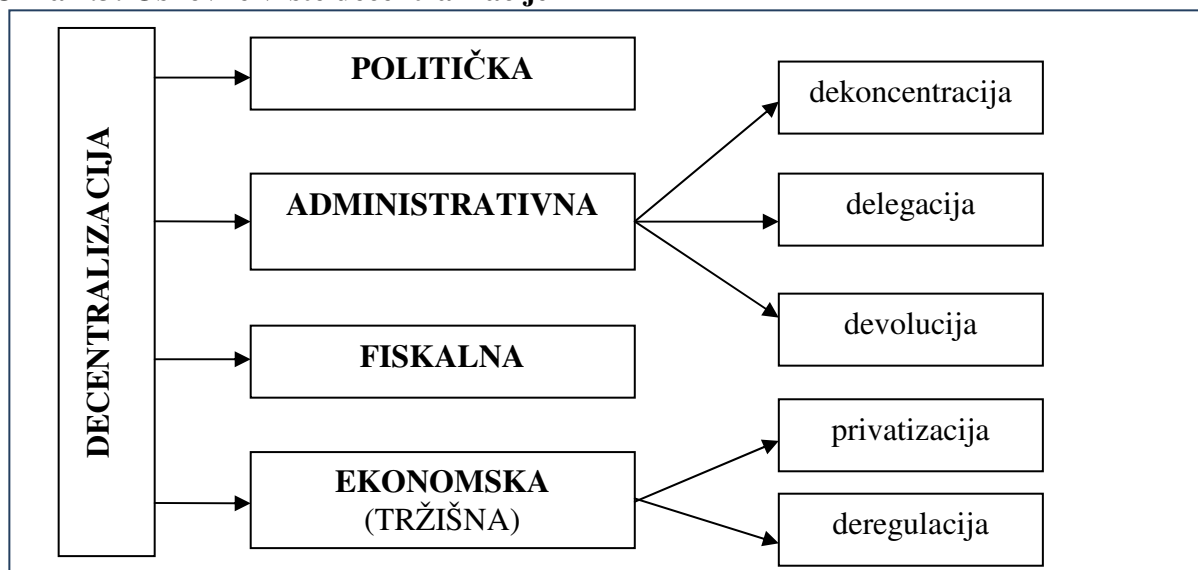 DECENTRALIZACIJA
POLITIČKA
ADMINISTRATIVNA
FISKALNA
EKONOMSKA
(TRŽIŠNA)
dekoncentracija
delegacija
devolucija
privatizacija
deregulacija